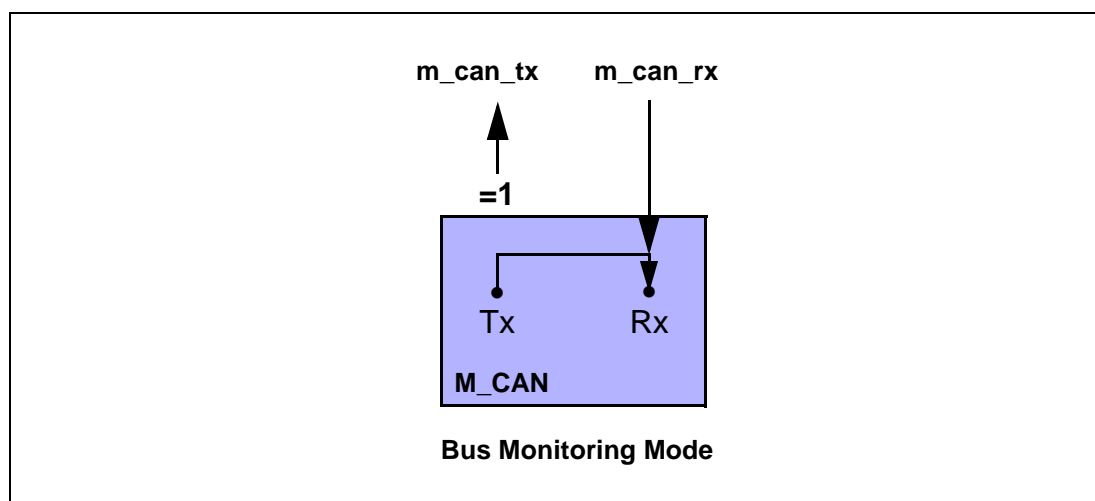 m_can_tx m_can_rx
=1
Tx Rx
M_CAN
Bus Monitoring Mode